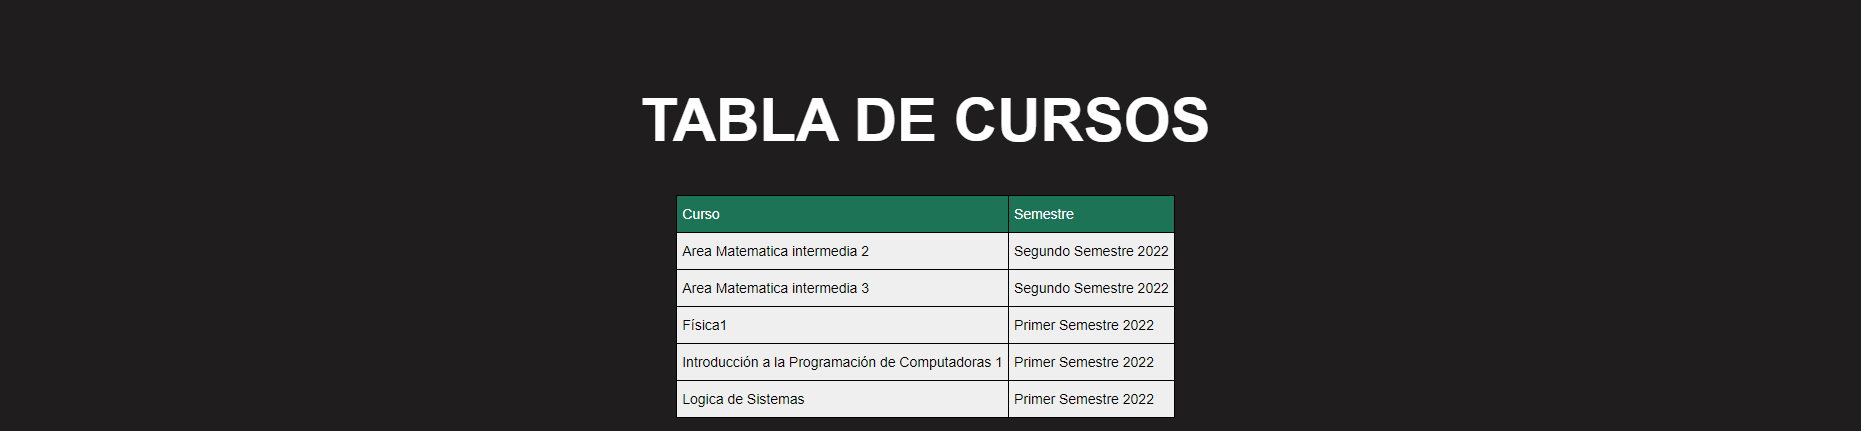 TABLA DE CURSOS
Curso Semestre
Area Matematica intermedia 2 Segundo Semestre 2022
Area Matematica intermedia 3 Segundo Semestre 2022
Física1 Primer Semestre 2022
Introducción a la Programación de Computadoras 1 Primer Semestre 2022
Logica de Sistemas Primer Semestre 2022